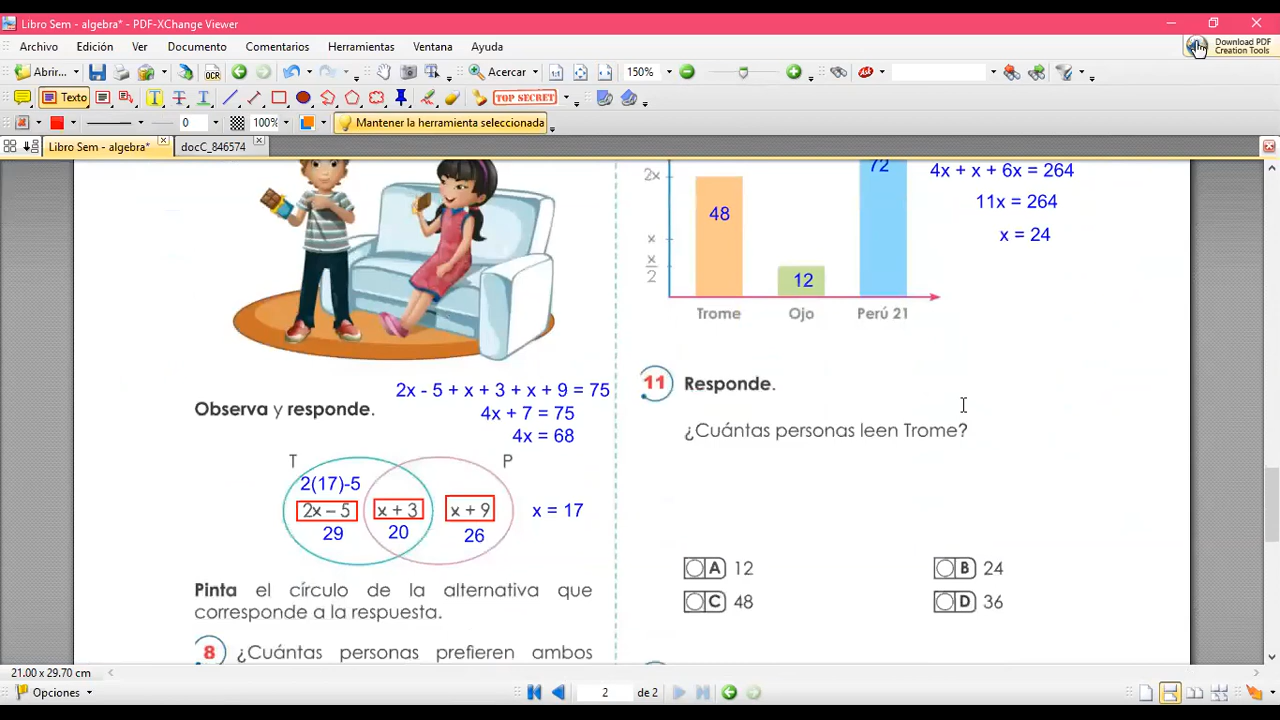 Libro Sem - algebra* - PDF-XChange Viewer
Archivo Edición Ver Documento Comentarios Herramientas Ventana Ayuda
Download PDF
Creation Tools
Abrir... OCR Acercar 150%
Texto TOP SECRET
0 100% Mantener la herramienta seleccionada
Libro Sem - algebra* docC_846574
Observa y responde.
2x - 5 + x + 3 + x + 9 = 75
4x + 7 = 75
4x = 68
T P
2(17)-5
2x – 5 x + 3 x + 9 x = 17
29 20 26
Pinta el círculo de la alternativa que
corresponde a la respuesta.
8 ¿Cuántas personas prefieren ambos
2x
x
x
2
48
12
72
Trome Ojo Perú 21
4x + x + 6x = 264
11x = 264
x = 24
11 Responde.
¿Cuántas personas leen Trome?
A 12 B 24
C 48 D 36
21.00 x 29.70 cm
Opciones 2 de 2